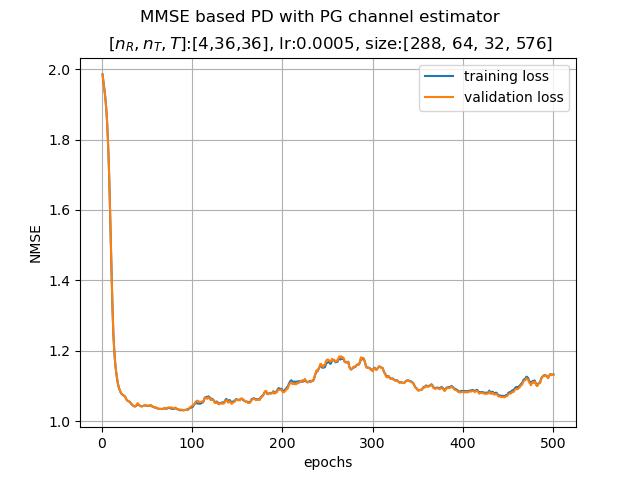 MMSE based PD with PG channel estimator
[n_R, n_T, T]:[4,36,36], lr:0.0005, size:[288, 64, 32, 576]
training loss
validation loss
2.0
1.8
1.6
1.4
1.2
1.0
NMSE
0 100 200 300 400 500
epochs